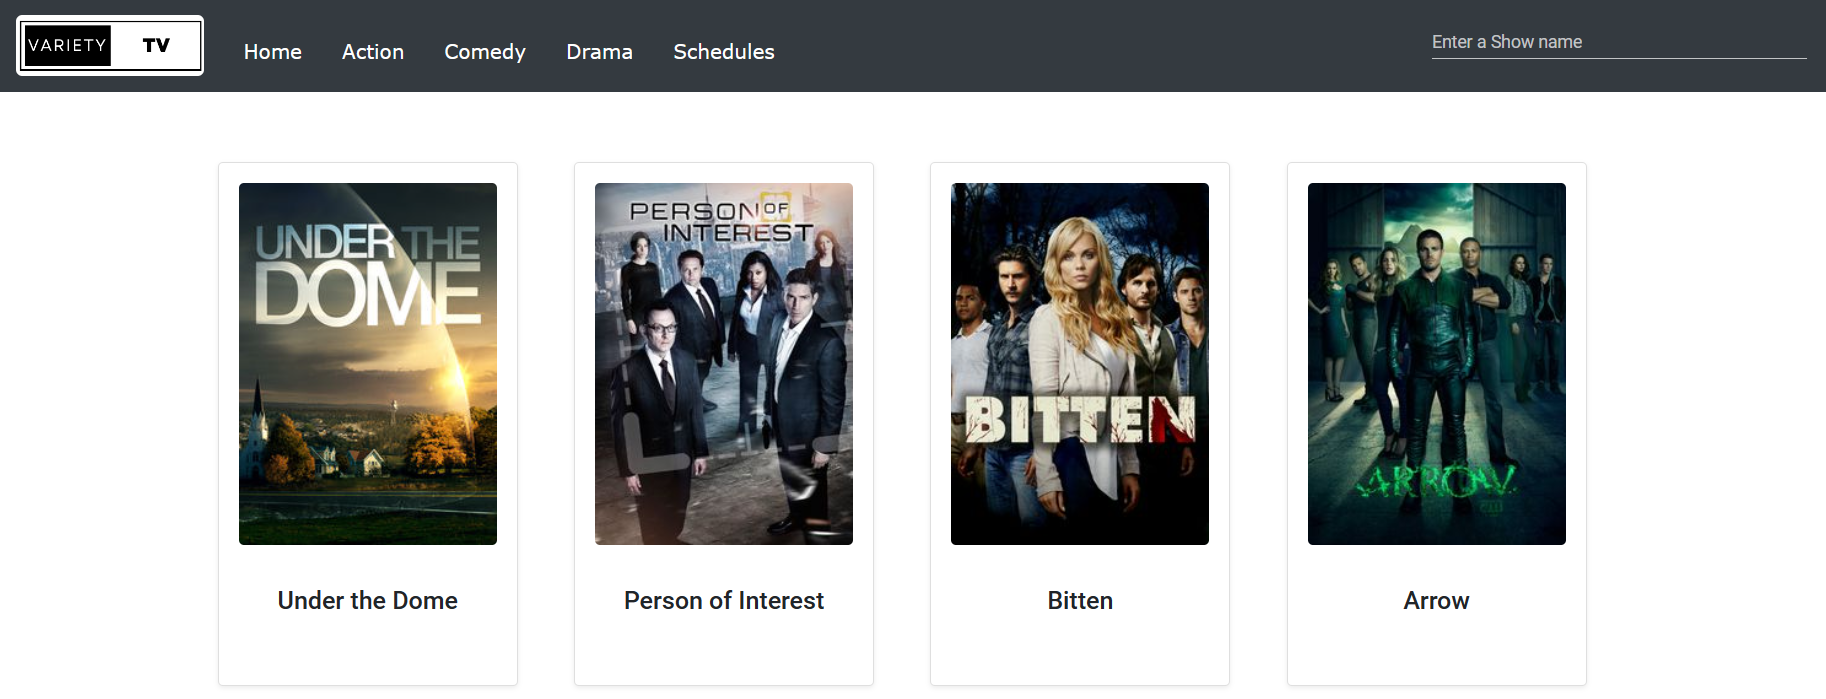 VARIETY TV
Home Action Comedy Drama Schedules
Enter a Show name
UNDER THE
DOME
PERSON OF
INTEREST
BITTEN
ARROW
Under the Dome
Person of Interest
Bitten
Arrow